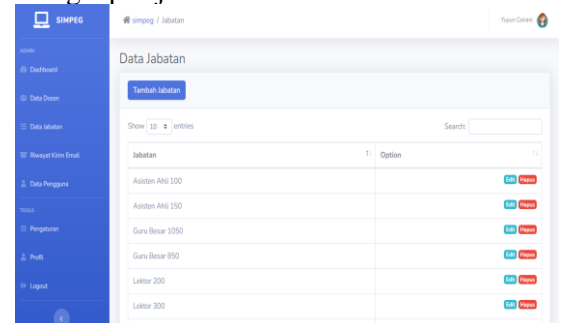 SIMPEG
simpeg / Jabatan
ADMIN
Dashboard
Data Dosen
Data Jabatan
Riwayat Kirim Email
Data Pengguna
TOOLS
Pengaturan
Profil
Logout
Data Jabatan
Tambah Jabatan
Show 10 entries
Search:
Jabatan Option
Asisten Ahli 100 Edit Hapus
Asisten Ahli 150 Edit Hapus
Guru Besar 1050 Edit Hapus
Guru Besar 850 Edit Hapus
Lektor 200 Edit Hapus
Lektor 300 Edit Hapus